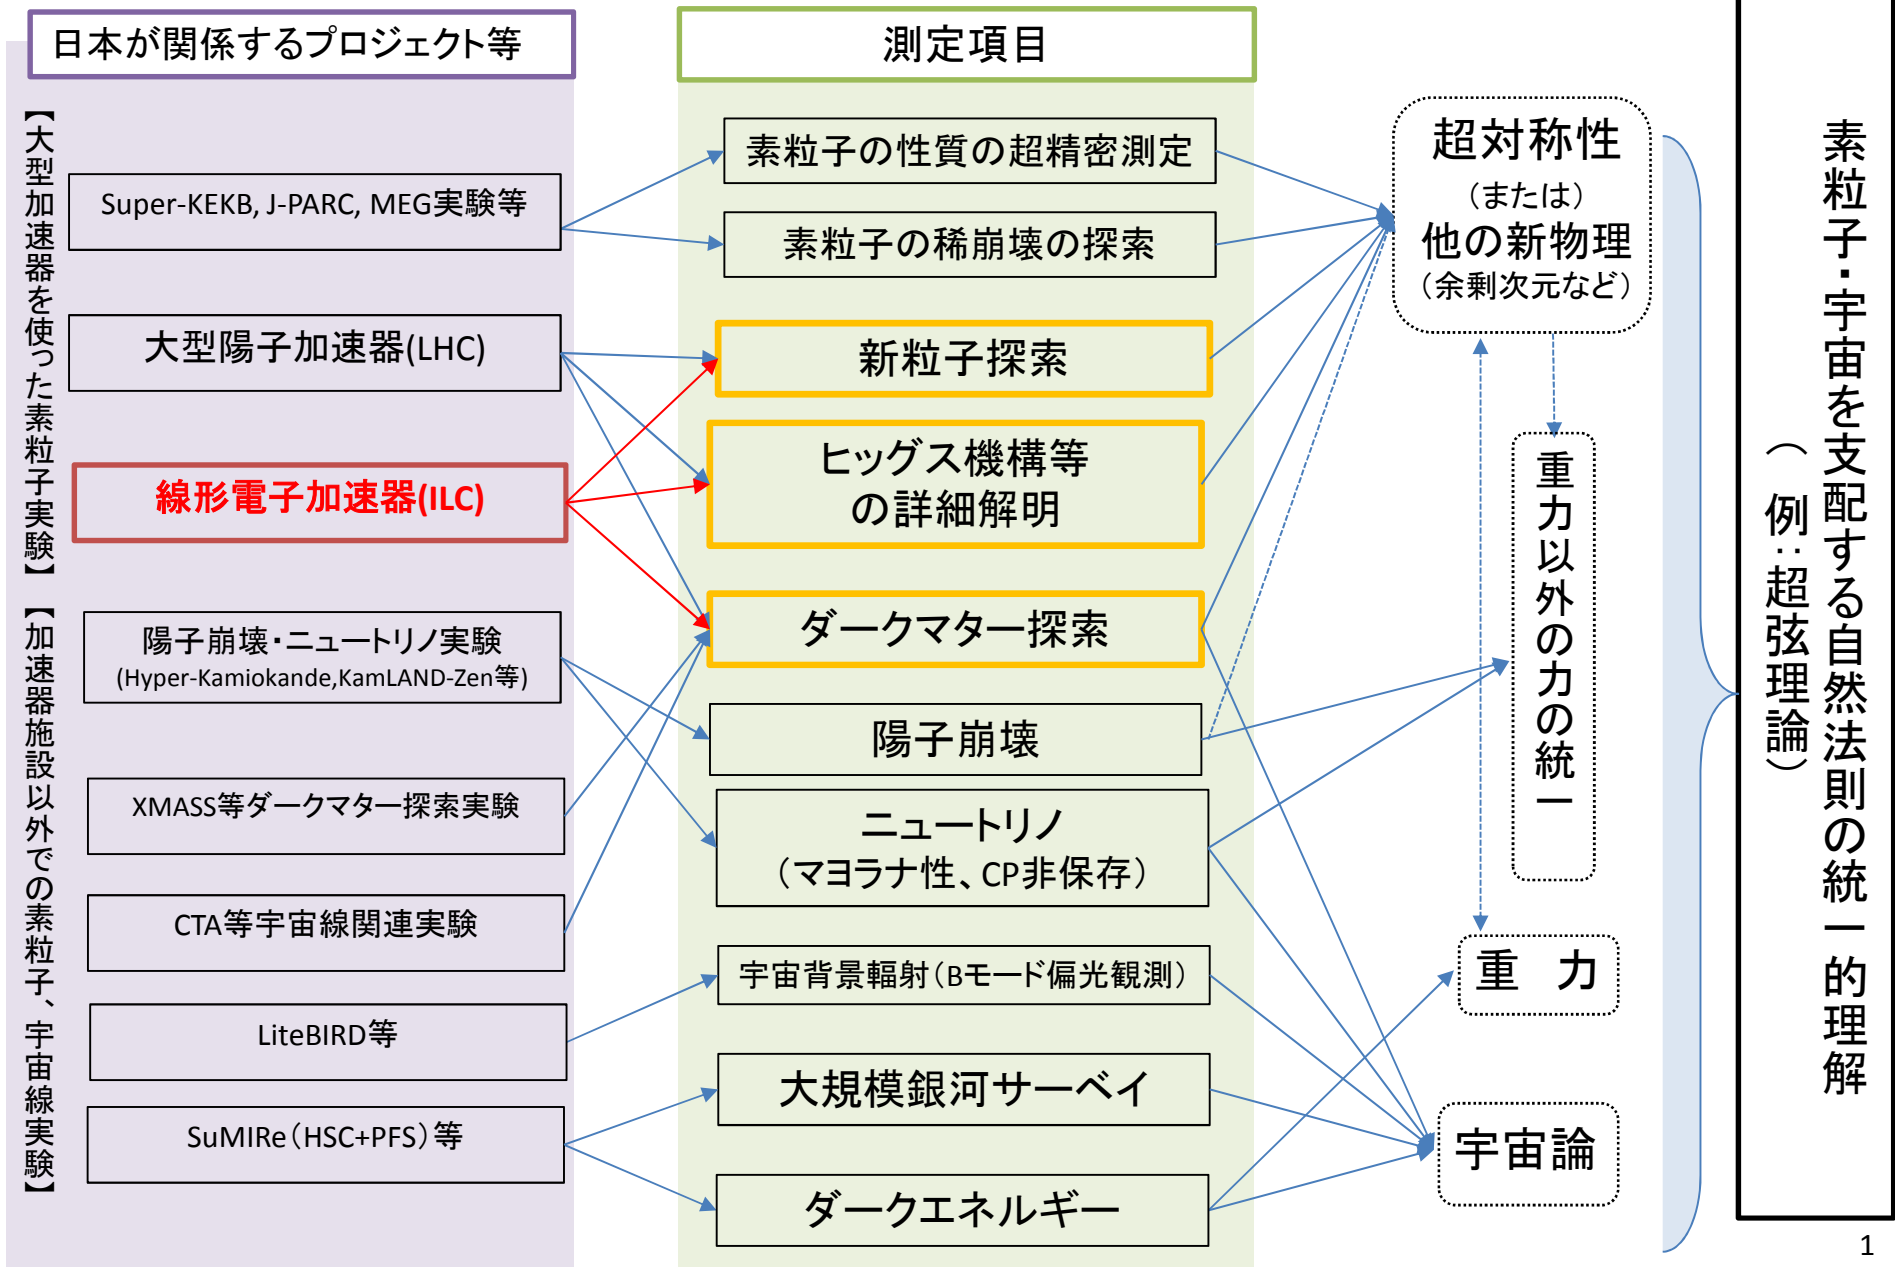 日本が関係するプロジェクト等
【大型加速器を使った素粒子実験】
Super-KEKB, J-PARC, MEG実験等
大型陽子加速器(LHC)
線形電子加速器(ILC)
【加速器施設以外での素粒子、宇宙線実験】
陽子崩壊・ニュートリノ実験
(Hyper-Kamiokande,KamLAND-Zen等)
XMASS等ダークマター探索実験
CTA等宇宙線関連実験
LiteBIRD等
SuMIRe（HSC+PFS）等
測定項目
素粒子の性質の超精密測定
素粒子の稀崩壊の探索
新粒子探索
ヒッグス機構等
の詳細解明
ダークマター探索
陽子崩壊
ニュートリノ
（マヨラナ性、CP非保存）
宇宙背景輻射（Bモード偏光観測）
大規模銀河サーベイ
ダークエネルギー
超対称性
（または）
他の新物理
（余剰次元など）
重力以外の力の統一
重　力
宇宙論
素粒子・宇宙を支配する自然法則の統一的理解
（　例：超弦理論）
1